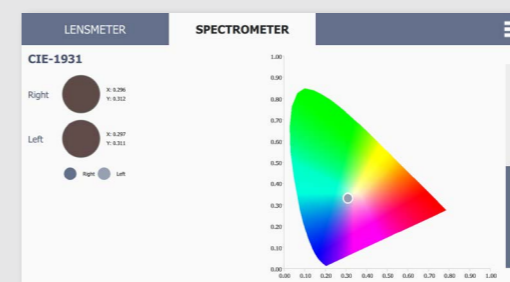 LENSMETER SPECTROMETER
CIE-1931
Right
X: 0.296
Y: 0.312
Left
X: 0.297
Y: 0.311
Right Left
1.00
0.90
0.80
0.70
0.60
0.50
0.40
0.30
0.20
0.10
0.00
0.00 0.10 0.20 0.30 0.40 0.50 0.60 0.70 0.80 0.90 1.00